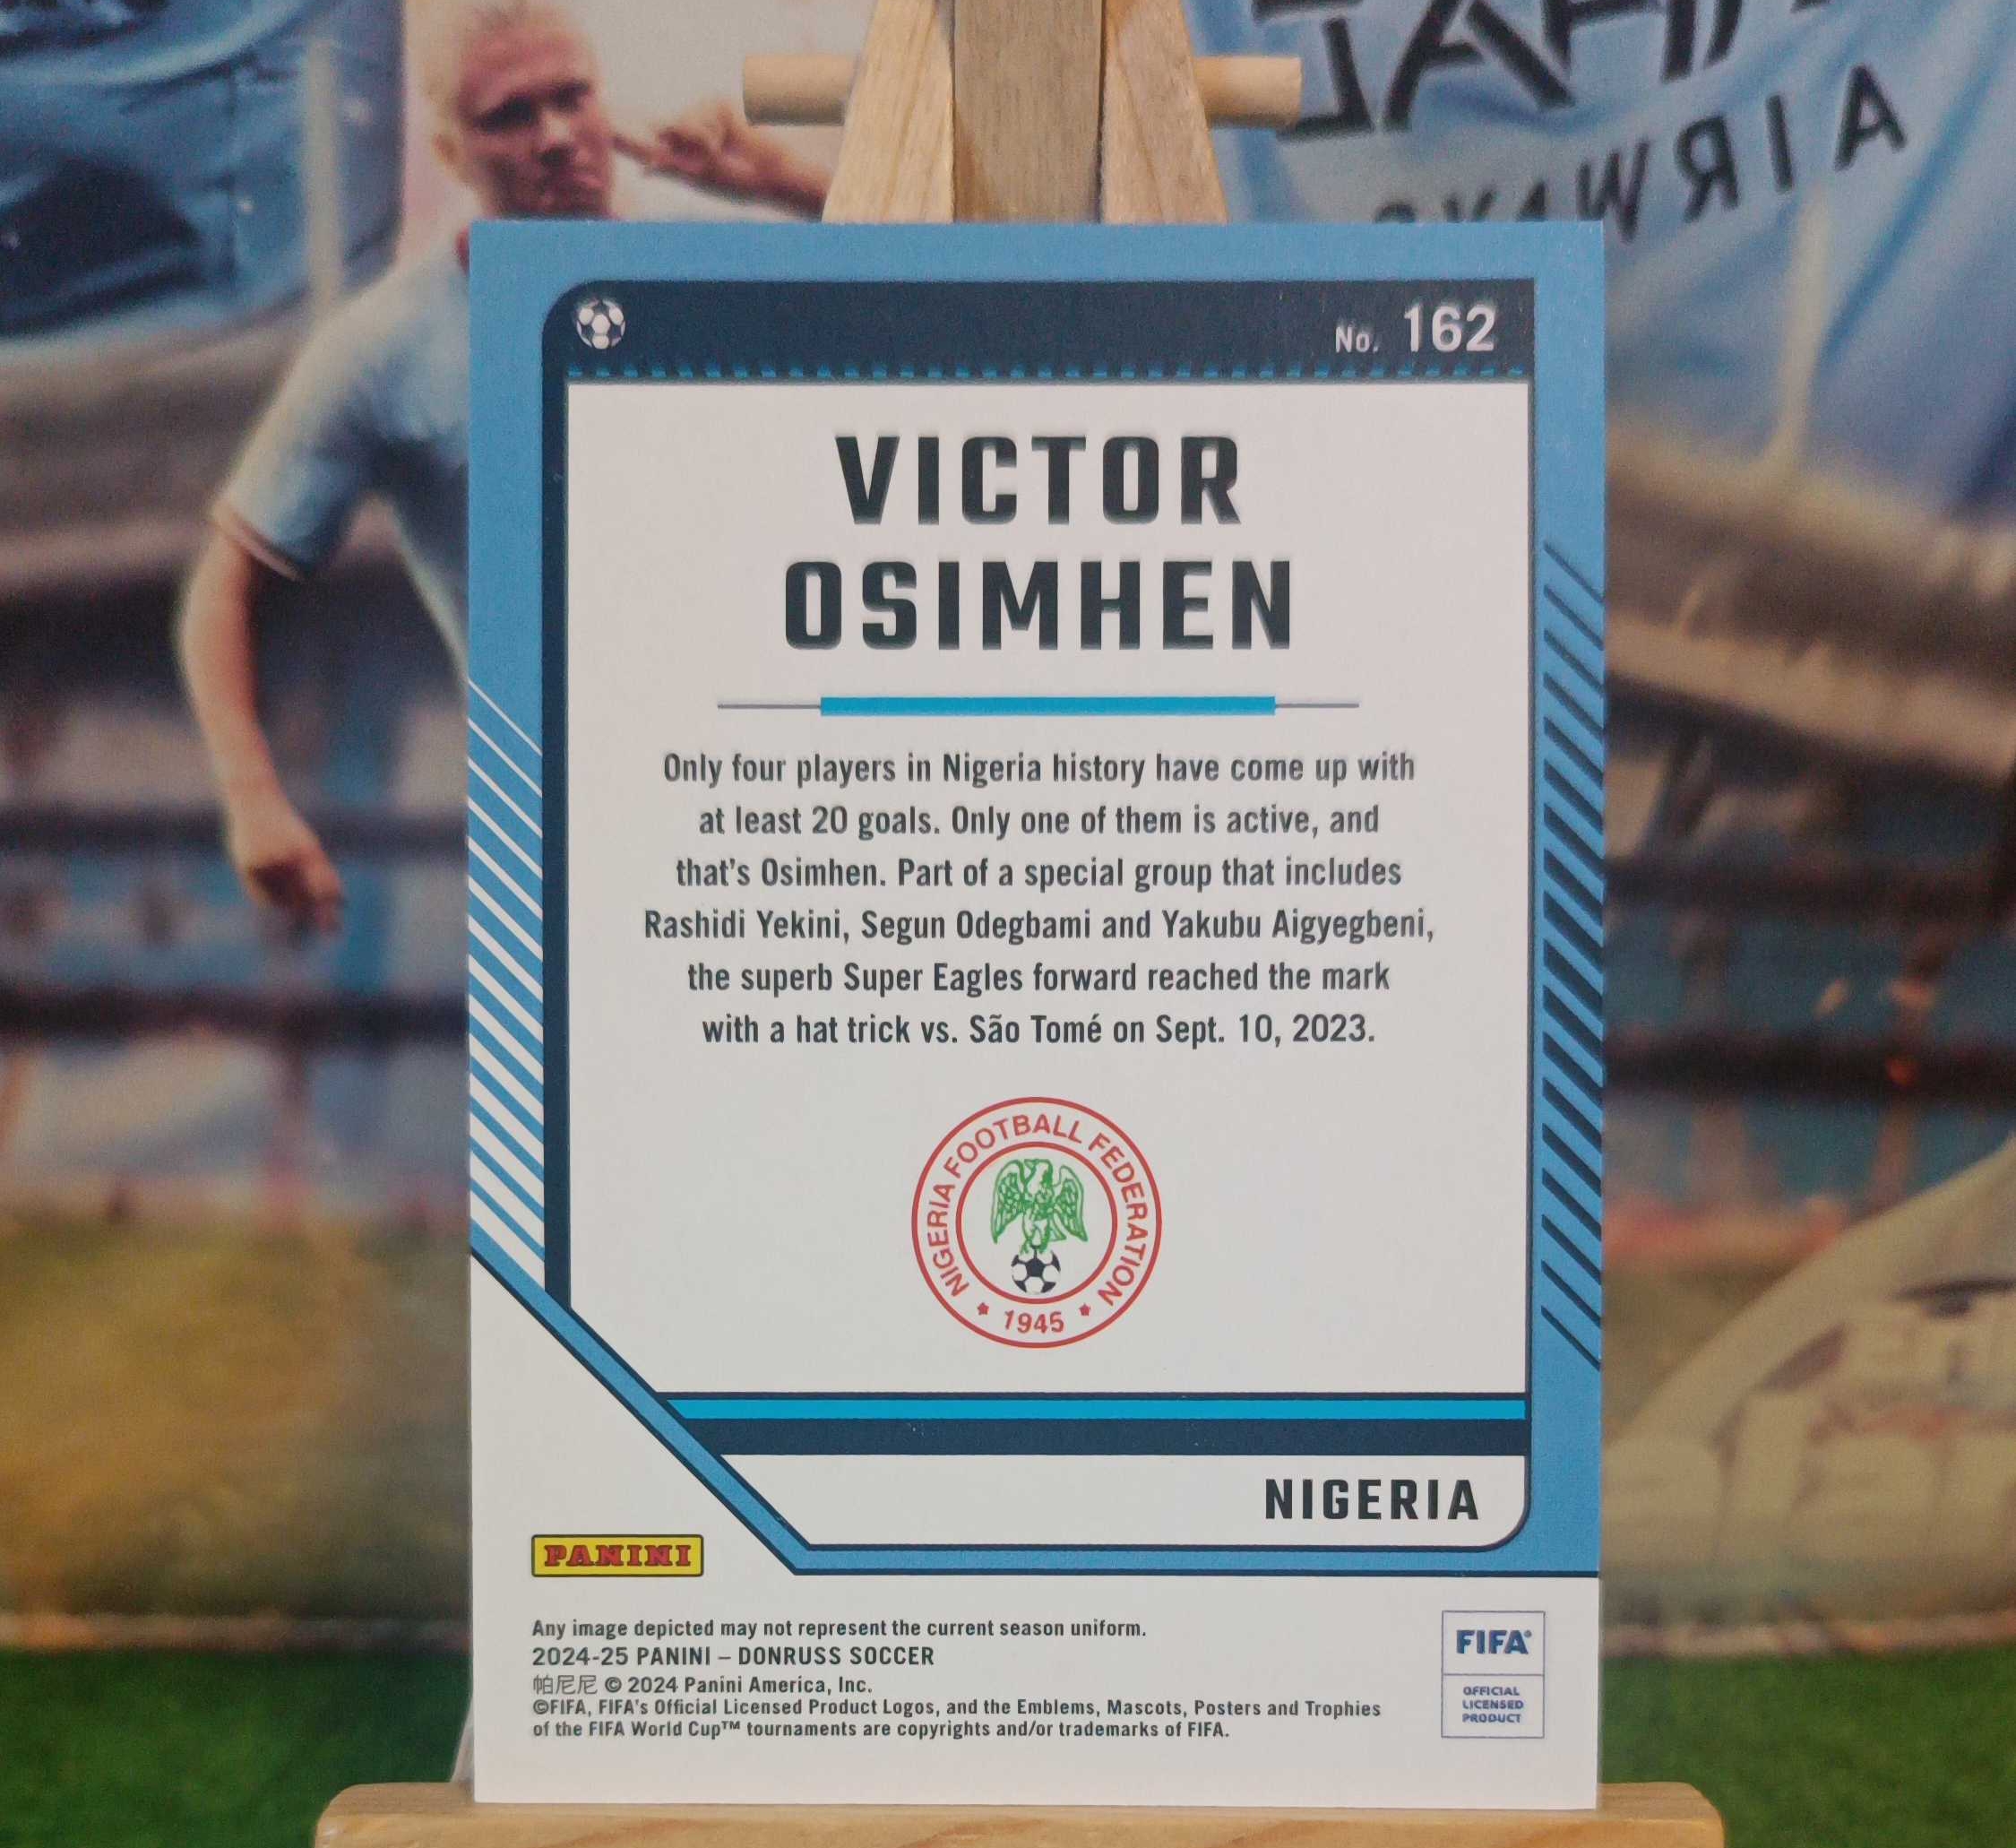 AIRWAYS
No. 162
VICTOR
OSIMHEN
Only four players in Nigeria history have come up with
at least 20 goals. Only one of them is active, and
that's Osimhen. Part of a special group that includes
Rashidi Yekini, Segun Odegbami and Yakubu Aigyegbeni,
the superb Super Eagles forward reached the mark
with a hat trick vs. São Tomé on Sept. 10, 2023.
NIGERIA FOOTBALL FEDERATION
1945
NIGERIA
PANINI
Any image depicted may not represent the current season uniform.
2024-25 PANINI – DONRUSS SOCCER
帕尼尼 © 2024 Panini America, Inc.
©FIFA, FIFA's Official Licensed Product Logos, and the Emblems, Mascots, Posters and Trophies
of the FIFA World Cup™ tournaments are copyrights and/or trademarks of FIFA.
FIFA®
OFFICIAL
LICENSED
PRODUCT